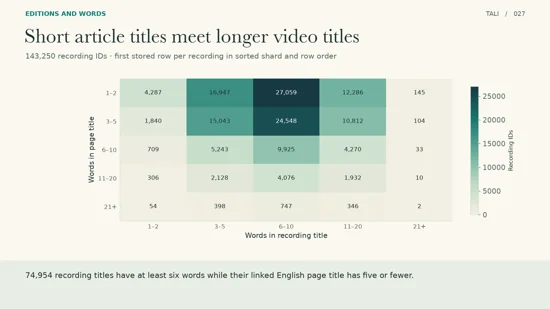 EDITIONS AND WORDS
TALI / 027
Short article titles meet longer video titles
143,250 recording IDs · first stored row per recording in sorted shard and row order
Words in page title
1–2 4,287 16,947 27,059 12,286 145
3–5 1,840 15,043 24,548 10,812 104
6–10 709 5,243 9,925 4,270 33
11–20 306 2,128 4,076 1,932 10
21+ 54 398 747 346 2
1–2 3–5 6–10 11–20 21+
Words in recording title
25000
20000
15000
10000
5000
0
Recording IDs
74,954 recording titles have at least six words while their linked English page title has five or fewer.